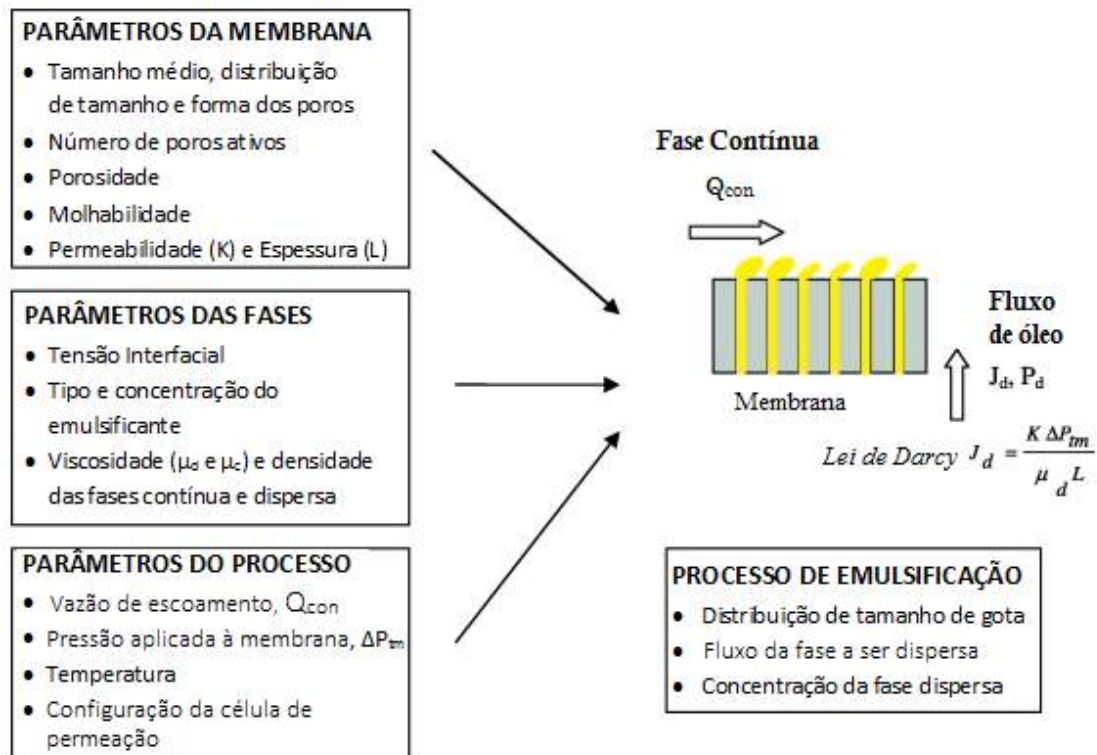 PARÂMETROS DA MEMBRANA
• Tamanho médio, distribuição
de tamanho e forma dos poros
• Número de poros ativos
• Porosidade
• Molhabilidade
• Permeabilidade (K) e Espessura (L)
PARÂMETROS DAS FASES
• Tensão Interfacial
• Tipo e concentração do
emulsificante
• Viscosidade (μd e μc) e densidade
das fases contínua e dispersa
PARÂMETROS DO PROCESSO
• Vazão de escoamento, Qcon
• Pressão aplicada à membrana, ΔPtm
• Temperatura
• Configuração da célula de
permeação
Fase Contínua
Qcon
Fluxo
de óleo
Jd, Pd
Membrana
Lei de Darcy J d = K ΔPtm / μ d L
PROCESSO DE EMULSIFICAÇÃO
• Distribuição de tamanho de gota
• Fluxo da fase a ser dispersa
• Concentração da fase dispersa